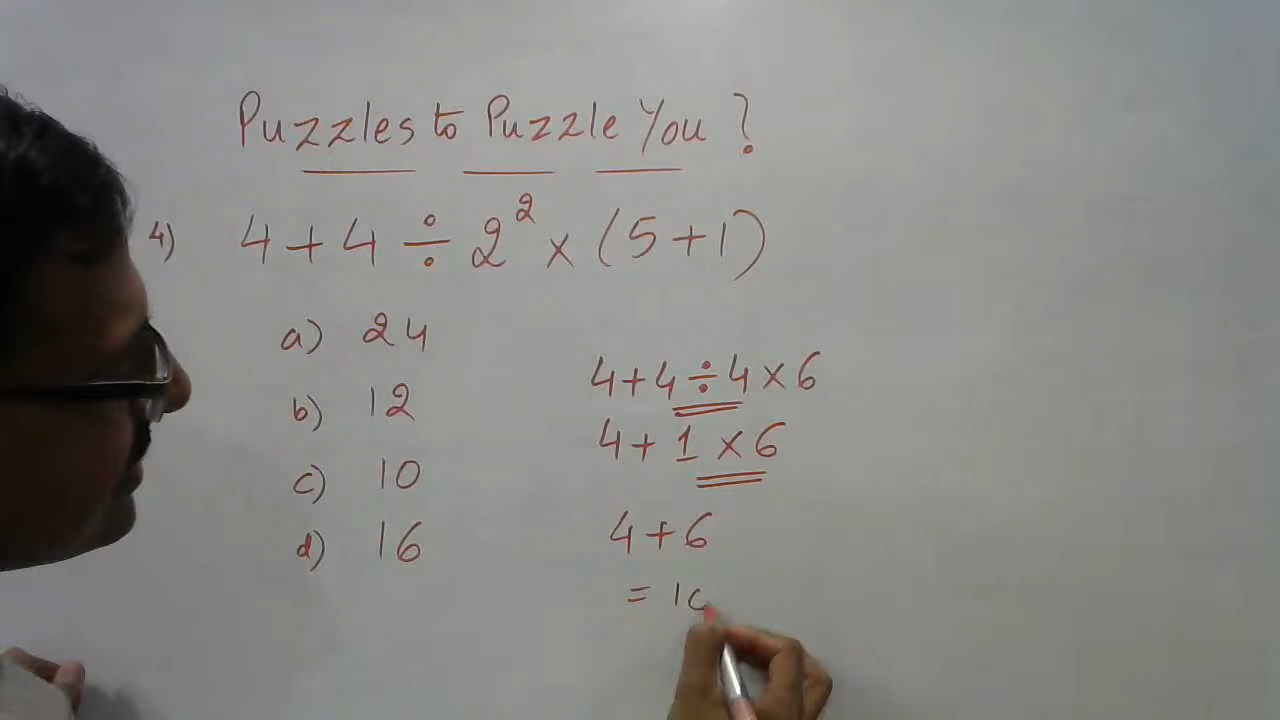 Puzzles to Puzzle You ?
4) 4 + 4 ÷ 2² × (5 + 1)
a) 24
b) 12
c) 10
d) 16
4 + 4 ÷ 4 × 6
4 + 1 × 6
4 + 6
= 10